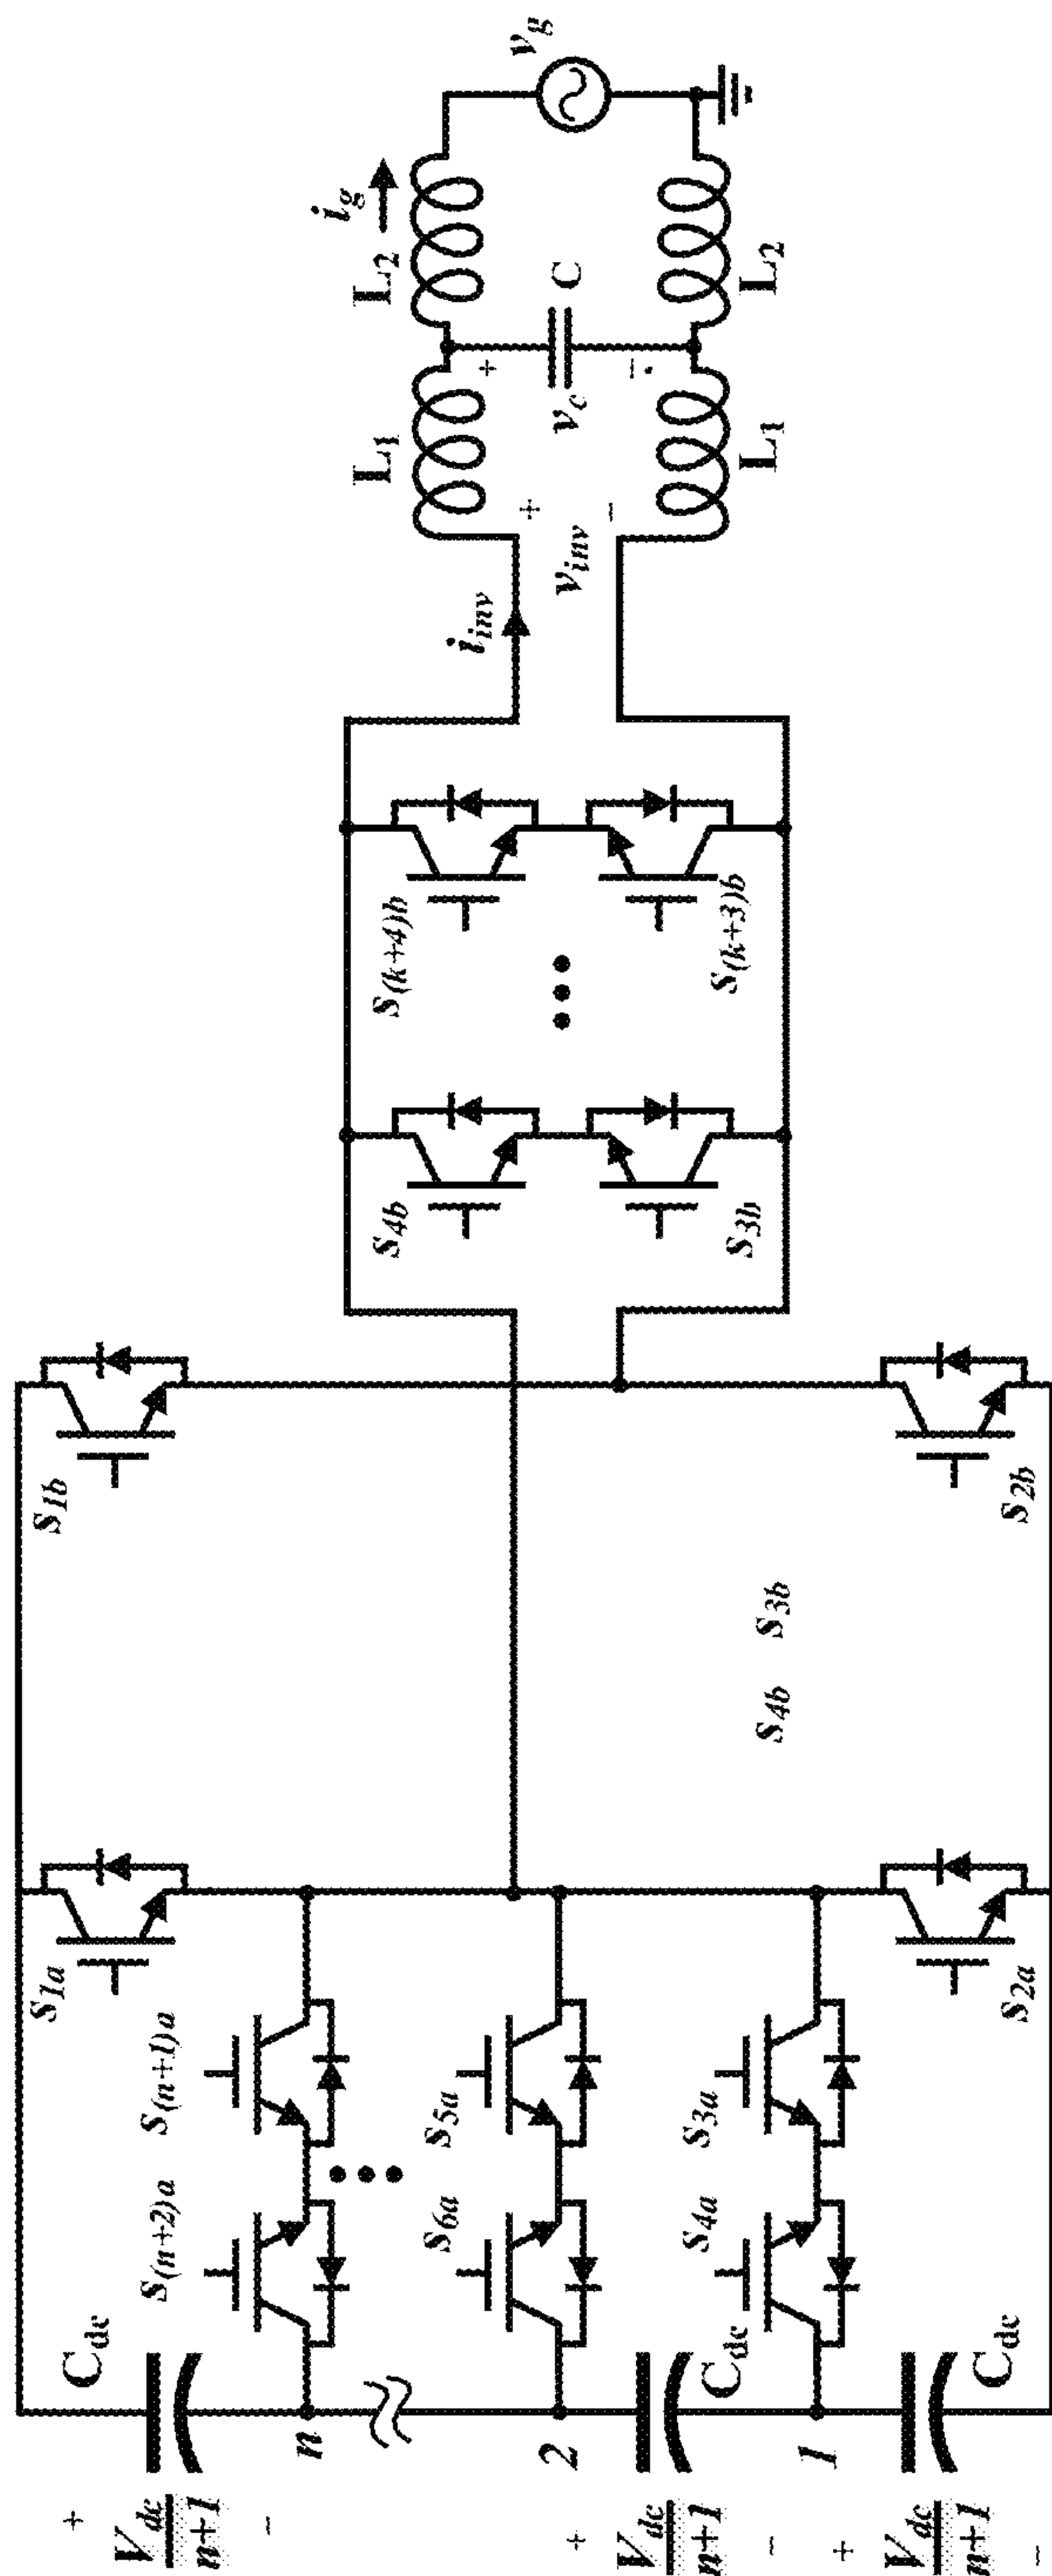 +
V_dc
n+1
−
C_dc
n
S_(n+2)a
S_(n+1)a
S_1a
S_1b
+
V_dc
n+1
−
2
C_dc
S_6a
S_5a
+
V_dc
n+1
−
1
C_dc
S_4a
S_3a
S_2a
S_4b S_3b
S_2b
S_4b
S_3b
S_(k+4)b
S_(k+3)b
i_inv
+
v_inv
−
L_1
L_1
+
v_c
−
C
L_2
L_2
i_g
v_g